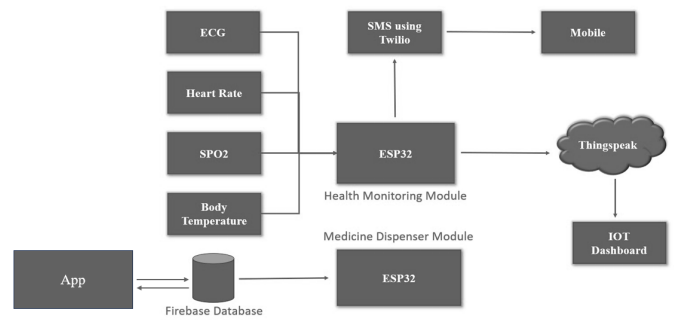 ECG
SMS using
Twilio
Mobile
Heart Rate
SPO2
ESP32
Thingspeak
Health Monitoring Module
Body
Temperature
Medicine Dispenser Module
IOT
Dashboard
App
ESP32
Firebase Database